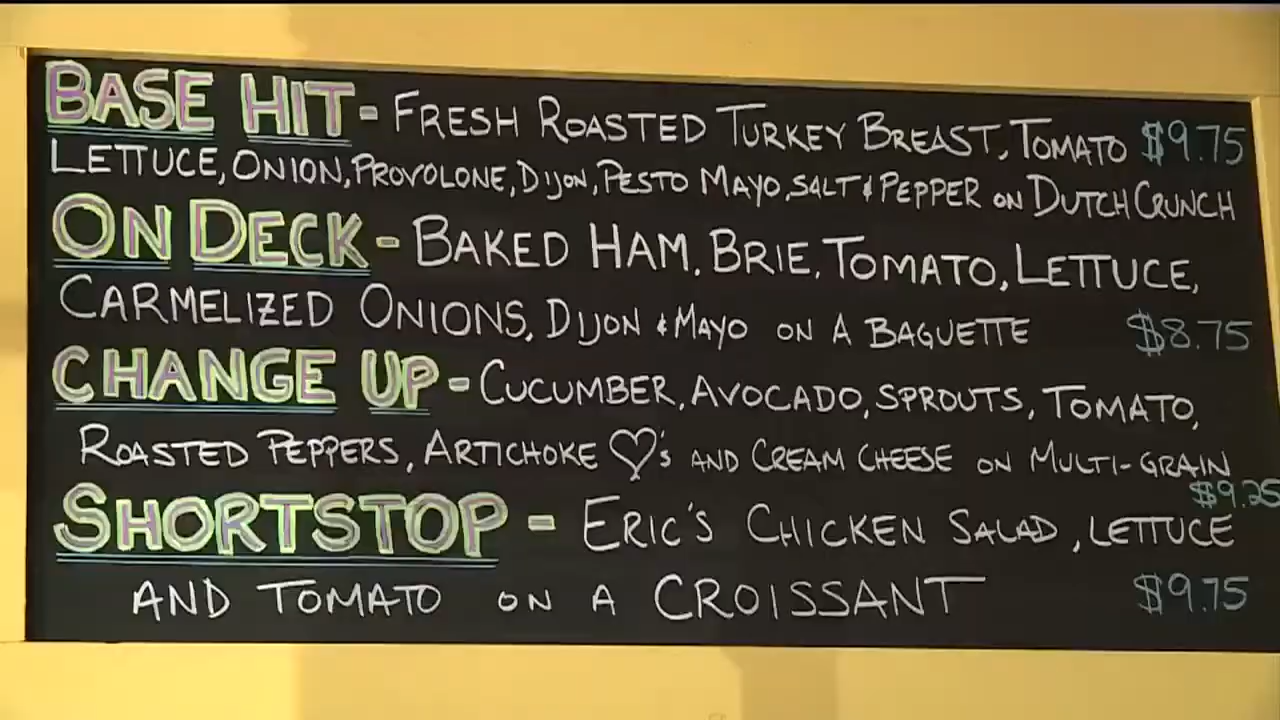 BASE HIT - FRESH ROASTED TURKEY BREAST, TOMATO $9.75
LETTUCE, ONION, PROVOLONE, DIJON, PESTO MAYO, SALT & PEPPER ON DUTCH CRUNCH
ON DECK - BAKED HAM, BRIE, TOMATO, LETTUCE,
CARMELIZED ONIONS, DIJON & MAYO ON A BAGUETTE $8.75
CHANGE UP - CUCUMBER, AVOCADO, SPROUTS, TOMATO,
ROASTED PEPPERS, ARTICHOKE ♡'s AND CREAM CHEESE ON MULTI-GRAIN
$9.25
SHORTSTOP - ERIC'S CHICKEN SALAD, LETTUCE
AND TOMATO ON A CROISSANT $9.75